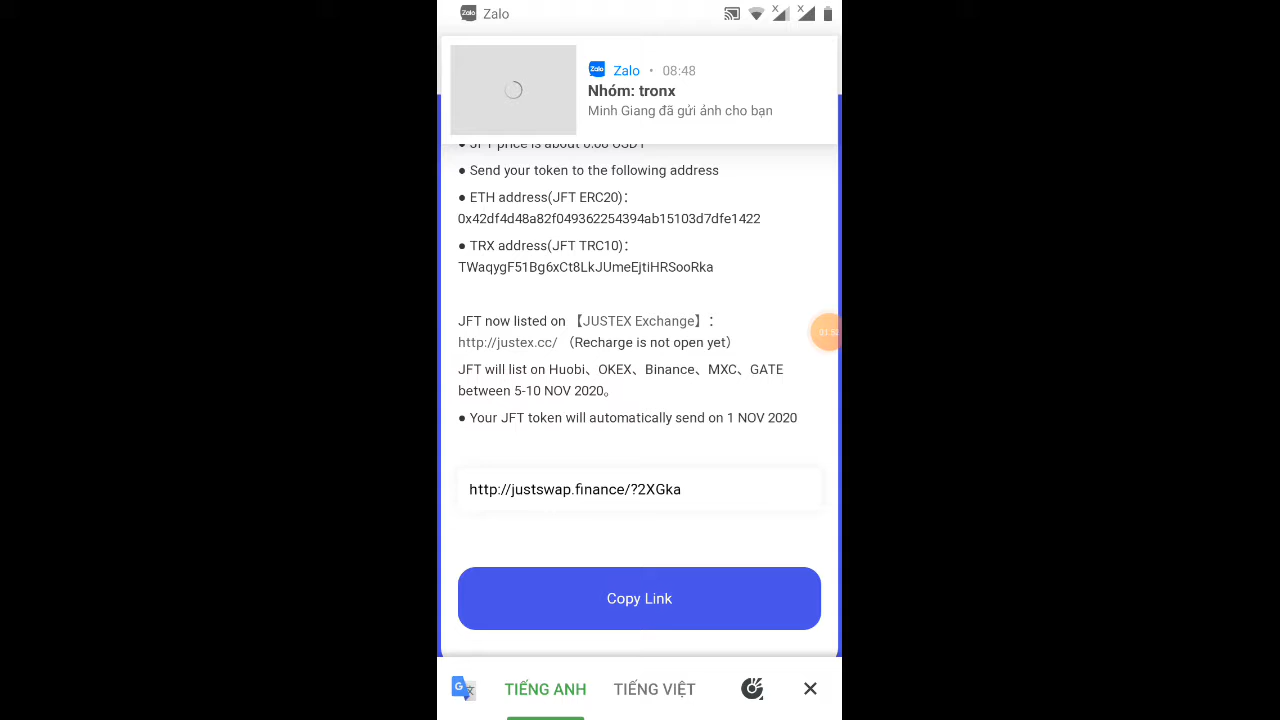 Zalo
Zalo • 08:48
Nhóm: tronx
Minh Giang đã gửi ảnh cho bạn
● Send your token to the following address
● ETH address(JFT ERC20)：
0x42df4d48a82f049362254394ab15103d7dfe1422
● TRX address(JFT TRC10)：
TWaqygF51Bg6xCt8LkJUmeEjtiHRSooRka
JFT now listed on 【JUSTEX Exchange】：
http://justex.cc/ （Recharge is not open yet）
JFT will list on Huobi、OKEX、Binance、MXC、GATE
between 5-10 NOV 2020。
● Your JFT token will automatically send on 1 NOV 2020
http://justswap.finance/?2XGka
Copy Link
TIẾNG ANH TIẾNG VIỆT